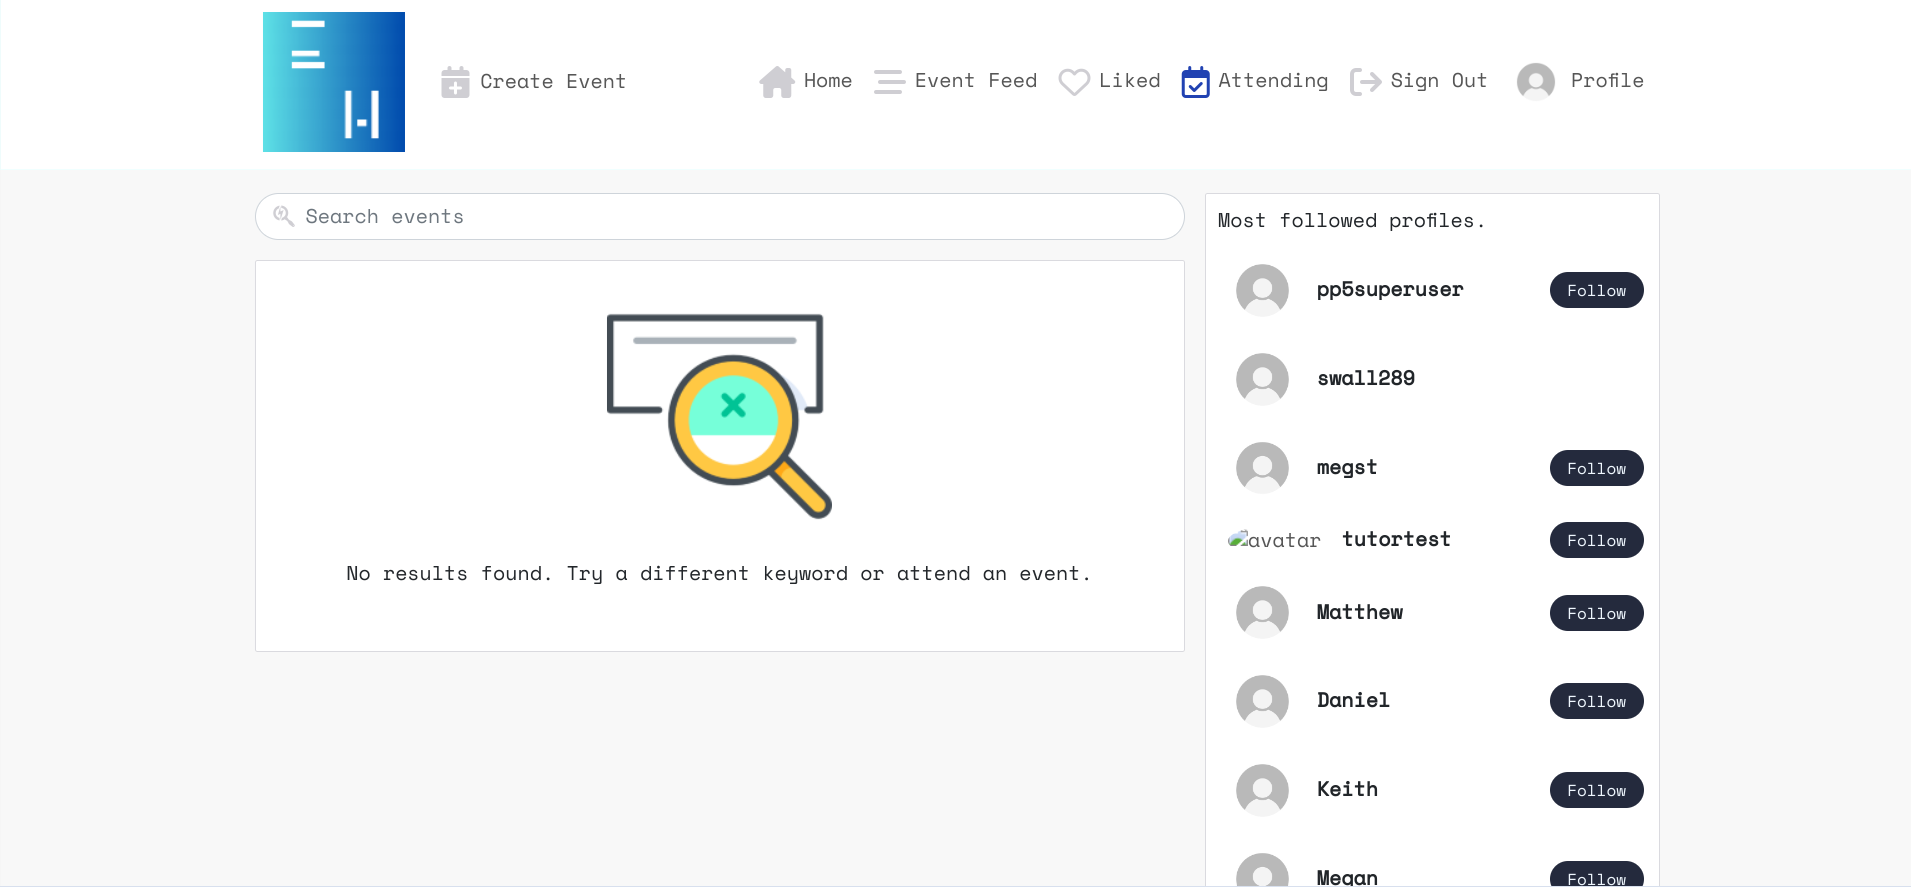 Create Event
Home
Event Feed
Liked
Attending
Sign Out
Profile
Search events
No results found. Try a different keyword or attend an event.
Most followed profiles.
pp5superuser Follow
swall289
megst Follow
avatar tutortest Follow
Matthew Follow
Daniel Follow
Keith Follow
Megan Follow